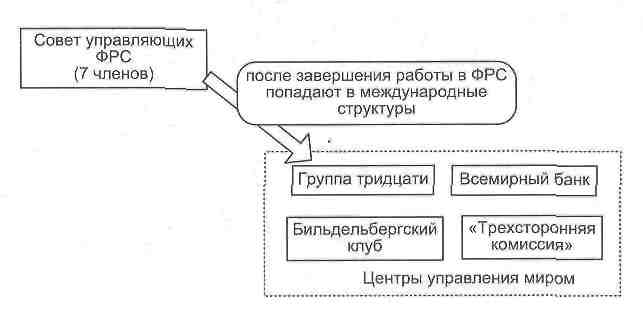 Совет управляющих
ФРС
(7 членов)
после завершения работы в ФРС
попадают в международные
структуры
Группа тридцати
Всемирный банк
Бильдельбергский
клуб
«Трехсторонняя
комиссия»
Центры управления миром